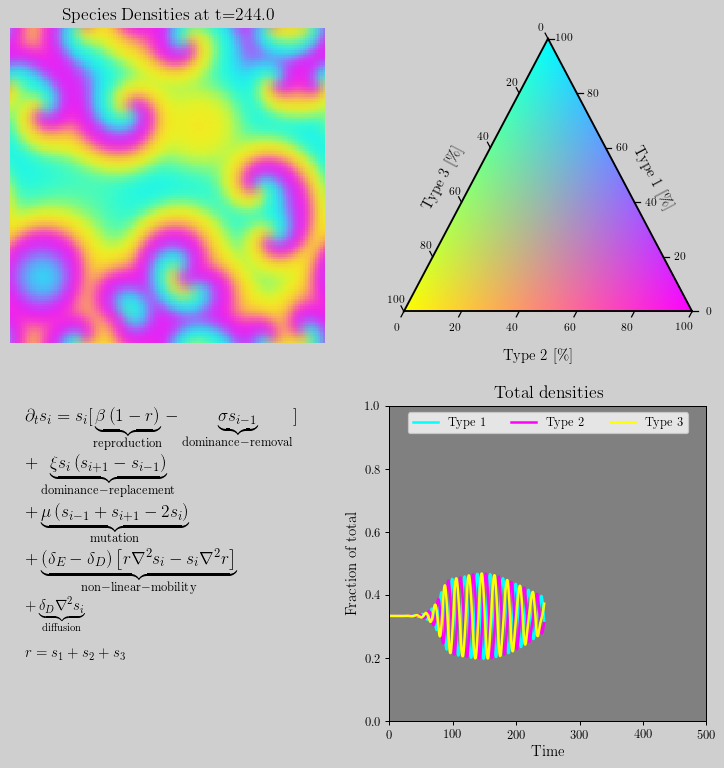 Species Densities at t=244.0
0
100
20
80
40
60
Type 3 [%]
Type 1 [%]
60
40
80
20
100
0
0
20
40
60
80
100
Type 2 [%]
∂ₜsᵢ = sᵢ[β (1 − r) − σsᵢ₋₁ ]
reproduction dominance−removal
+ ξsᵢ (sᵢ₊₁ − sᵢ₋₁)
dominance−replacement
+ μ (sᵢ₋₁ + sᵢ₊₁ − 2sᵢ)
mutation
+ (δ_E − δ_D) [r∇²sᵢ − sᵢ∇²r]
non−linear−mobility
+ δ_D∇²sᵢ
diffusion
r = s₁ + s₂ + s₃
Total densities
Type 1 Type 2 Type 3
Fraction of total
1.0
0.8
0.6
0.4
0.2
0.0
0 100 200 300 400 500
Time